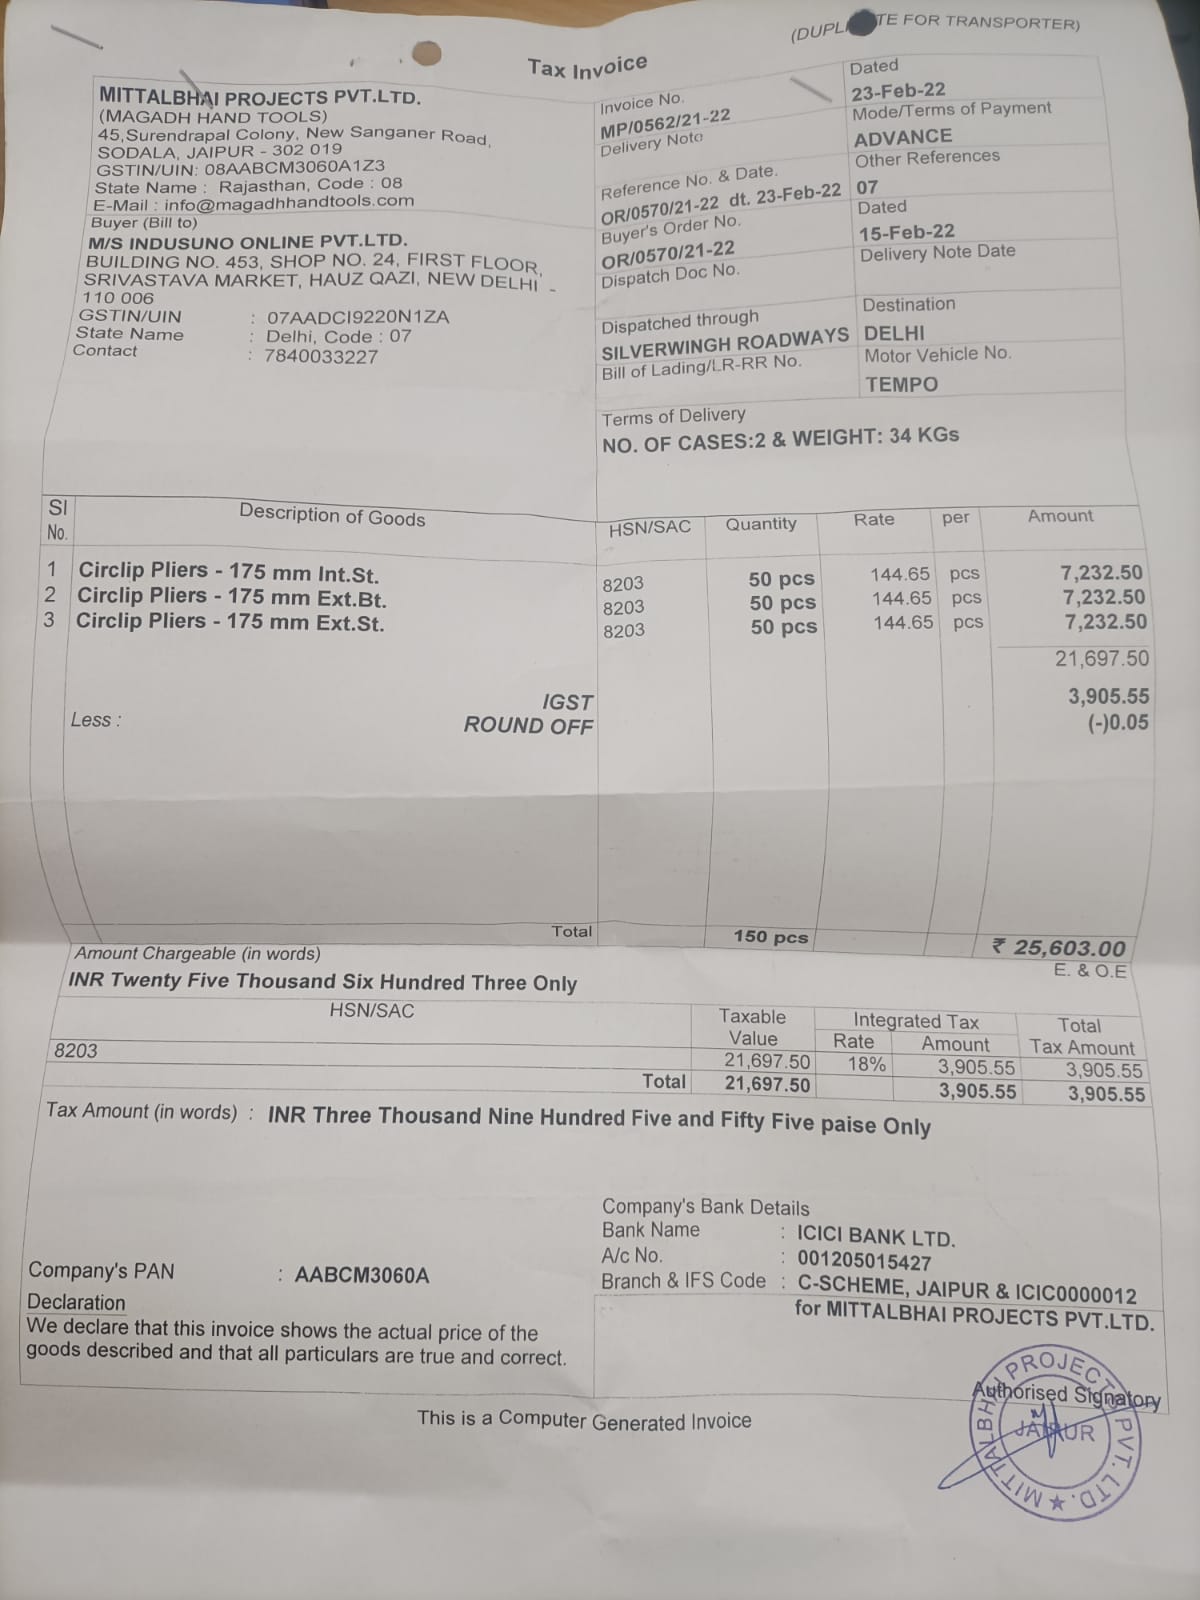 (DUPL TE FOR TRANSPORTER)
Tax Invoice
MITTALBHAI PROJECTS PVT.LTD.
(MAGADH HAND TOOLS)
45,Surendrapal Colony, New Sanganer Road,
SODALA, JAIPUR - 302 019
GSTIN/UIN: 08AABCM3060A1Z3
State Name : Rajasthan, Code : 08
E-Mail : info@magadhhandtools.com
Buyer (Bill to)
M/S INDUSUNO ONLINE PVT.LTD.
BUILDING NO. 453, SHOP NO. 24, FIRST FLOOR,
SRIVASTAVA MARKET, HAUZ QAZI, NEW DELHI -
110 006
GSTIN/UIN : 07AADCI9220N1ZA
State Name : Delhi, Code : 07
Contact : 7840033227
Invoice No. Dated
MP/0562/21-22 23-Feb-22
Delivery Note Mode/Terms of Payment
ADVANCE
Reference No. & Date. Other References
OR/0570/21-22 dt. 23-Feb-22 07
Buyer's Order No. Dated
OR/0570/21-22 15-Feb-22
Dispatch Doc No. Delivery Note Date
Dispatched through Destination
SILVERWINGH ROADWAYS DELHI
Bill of Lading/LR-RR No. Motor Vehicle No.
TEMPO
Terms of Delivery
NO. OF CASES:2 & WEIGHT: 34 KGs
Sl No. Description of Goods HSN/SAC Quantity Rate per Amount
1 Circlip Pliers - 175 mm Int.St. 8203 50 pcs 144.65 pcs 7,232.50
2 Circlip Pliers - 175 mm Ext.Bt. 8203 50 pcs 144.65 pcs 7,232.50
3 Circlip Pliers - 175 mm Ext.St. 8203 50 pcs 144.65 pcs 7,232.50
21,697.50
IGST 3,905.55
Less : ROUND OFF (-)0.05
Total 150 pcs ₹ 25,603.00
Amount Chargeable (in words) E. & O.E
INR Twenty Five Thousand Six Hundred Three Only
HSN/SAC Taxable Value Integrated Tax Total Tax Amount
Rate Amount
8203 21,697.50 18% 3,905.55 3,905.55
Total 21,697.50 3,905.55 3,905.55
Tax Amount (in words) : INR Three Thousand Nine Hundred Five and Fifty Five paise Only
Company's Bank Details
Bank Name : ICICI BANK LTD.
A/c No. : 001205015427
Branch & IFS Code : C-SCHEME, JAIPUR & ICIC0000012
Company's PAN : AABCM3060A
Declaration
We declare that this invoice shows the actual price of the
goods described and that all particulars are true and correct.
for MITTALBHAI PROJECTS PVT.LTD.
Authorised Signatory
MITTALBHAI PROJECTS PVT. LTD.
JAIPUR
This is a Computer Generated Invoice